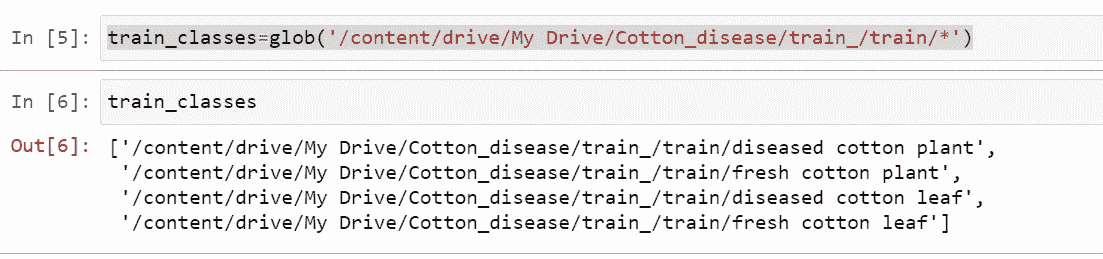 In [5]: train_classes=glob('/content/drive/My Drive/Cotton_disease/train_/train/*')
In [6]: train_classes
Out[6]: ['/content/drive/My Drive/Cotton_disease/train_/train/diseased cotton plant',
'/content/drive/My Drive/Cotton_disease/train_/train/fresh cotton plant',
'/content/drive/My Drive/Cotton_disease/train_/train/diseased cotton leaf',
'/content/drive/My Drive/Cotton_disease/train_/train/fresh cotton leaf']